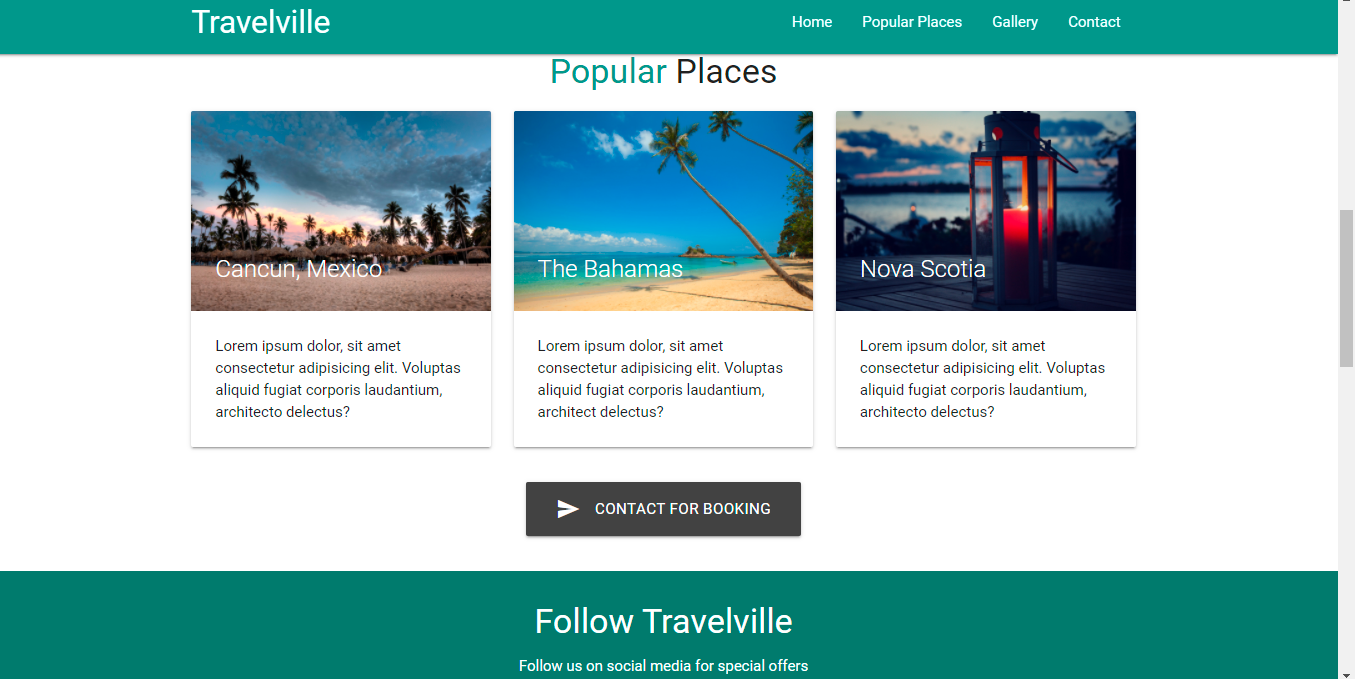 Travelville
Home Popular Places Gallery Contact
Popular Places
Cancun, Mexico
Lorem ipsum dolor, sit amet
consectetur adipisicing elit. Voluptas
aliquid fugiat corporis laudantium,
architecto delectus?
The Bahamas
Lorem ipsum dolor, sit amet
consectetur adipisicing elit. Voluptas
aliquid fugiat corporis laudantium,
architect delectus?
Nova Scotia
Lorem ipsum dolor, sit amet
consectetur adipisicing elit. Voluptas
aliquid fugiat corporis laudantium,
architecto delectus?
CONTACT FOR BOOKING
Follow Travelville
Follow us on social media for special offers